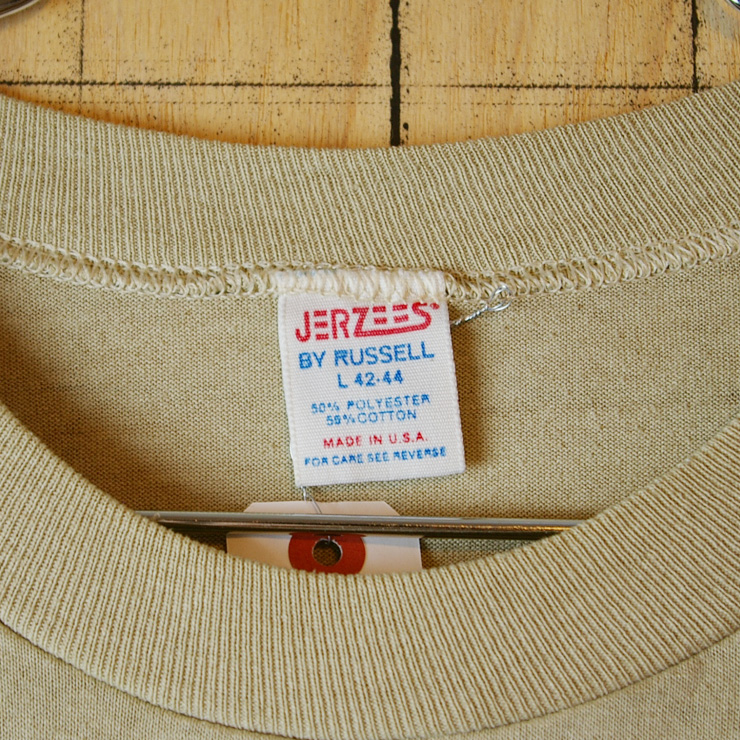 JERZEES
BY RUSSELL
L 42-44
50% POLYESTER
50% COTTON
MADE IN U.S.A.
FOR CARE SEE REVERSE